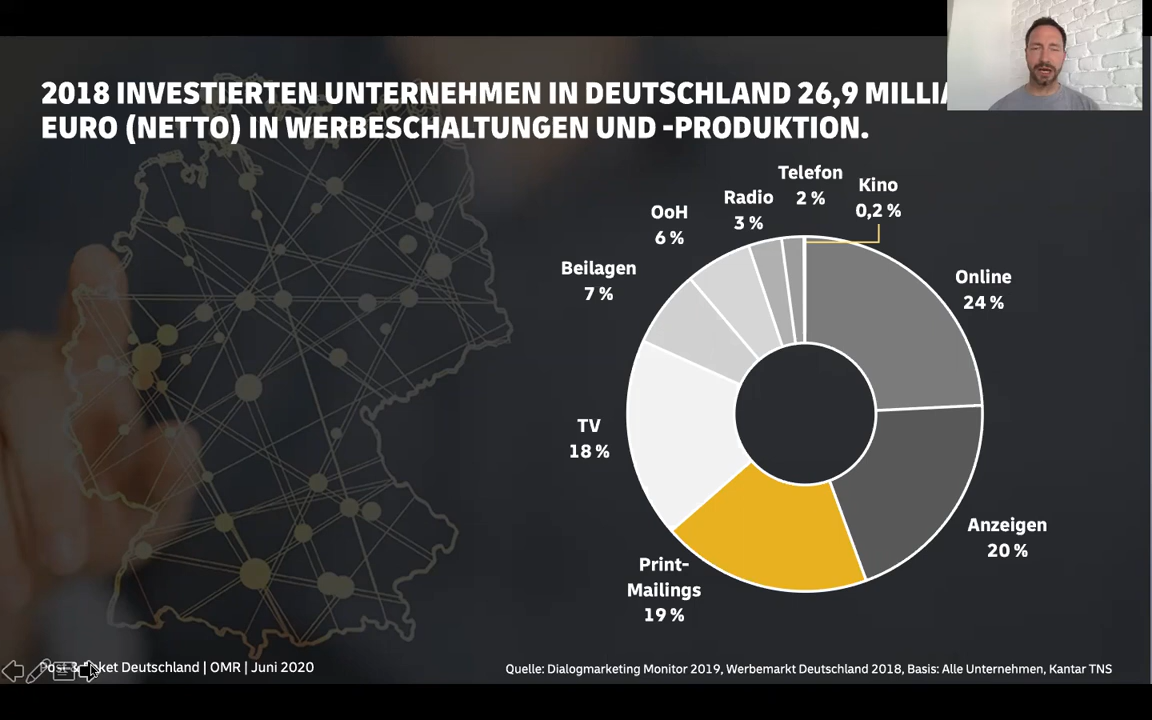 2018 INVESTIERTEN UNTERNEHMEN IN DEUTSCHLAND 26,9
EURO (NETTO) IN WERBESCHALTUNGEN UND -PRODUKTION.
Telefon
2 %
Kino
0,2 %
Radio
3 %
OoH
6 %
Beilagen
7 %
Online
24 %
TV
18 %
Anzeigen
20 %
Print-
Mailings
19 %
Deutschland | OMR | Juni 2020
Quelle: Dialogmarketing Monitor 2019, Werbemarkt Deutschland 2018, Basis: Alle Unternehmen, Kantar TNS